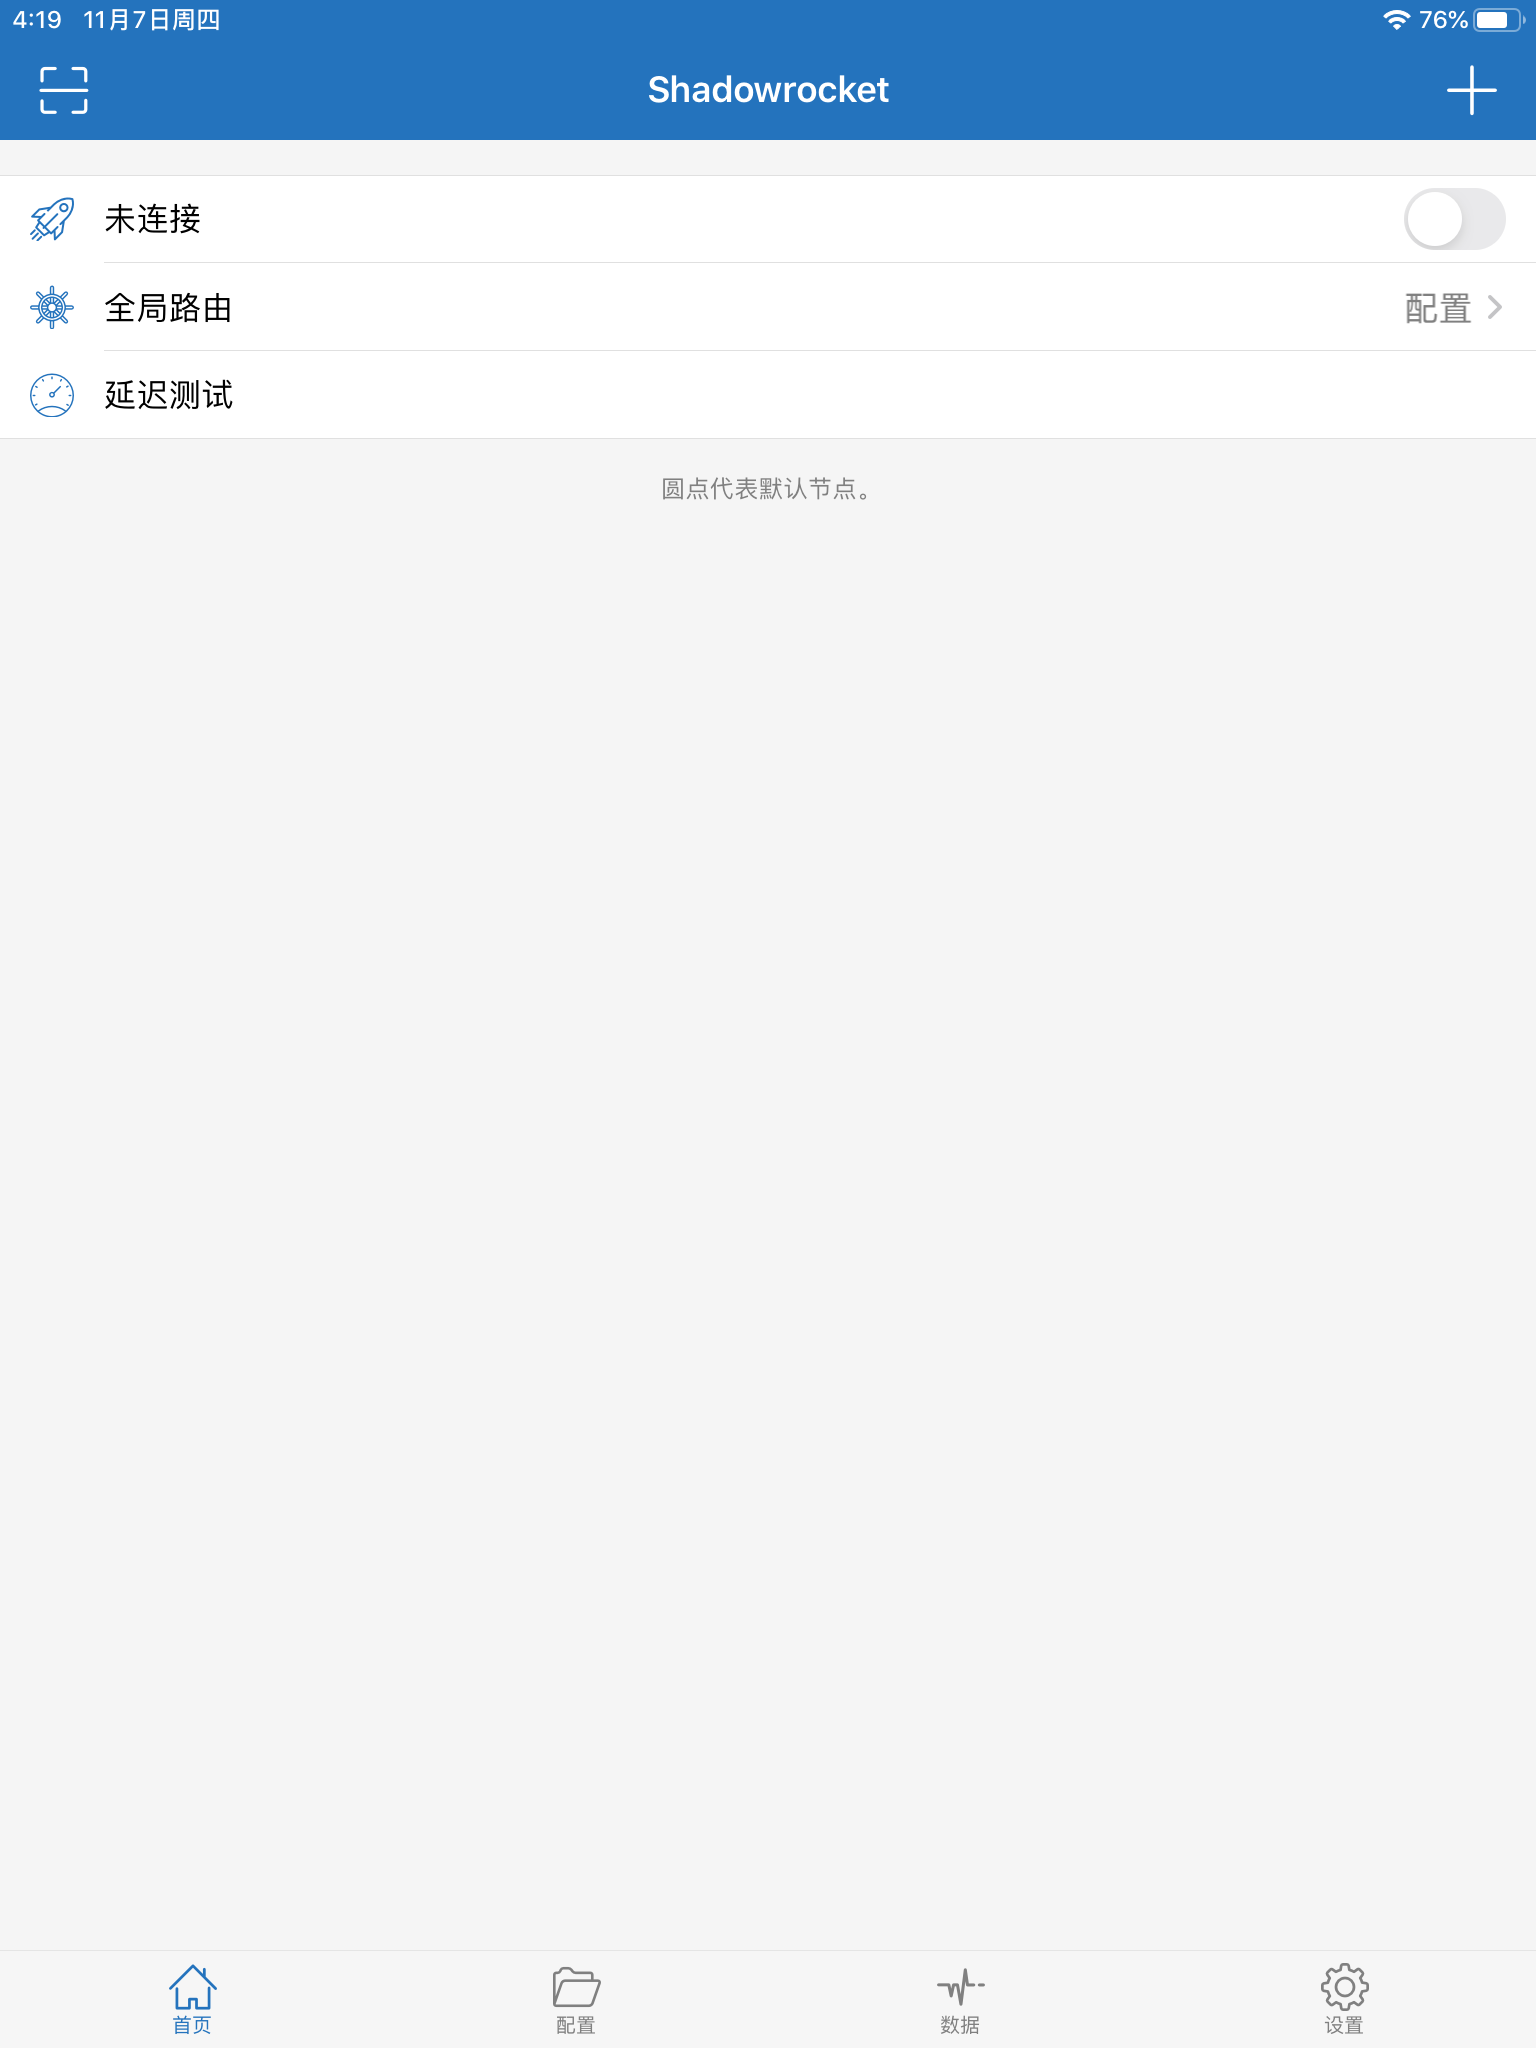 4:19 11月7日周四 76%
Shadowrocket
未连接
全局路由 配置
延迟测试
圆点代表默认节点。
首页 配置 数据 设置